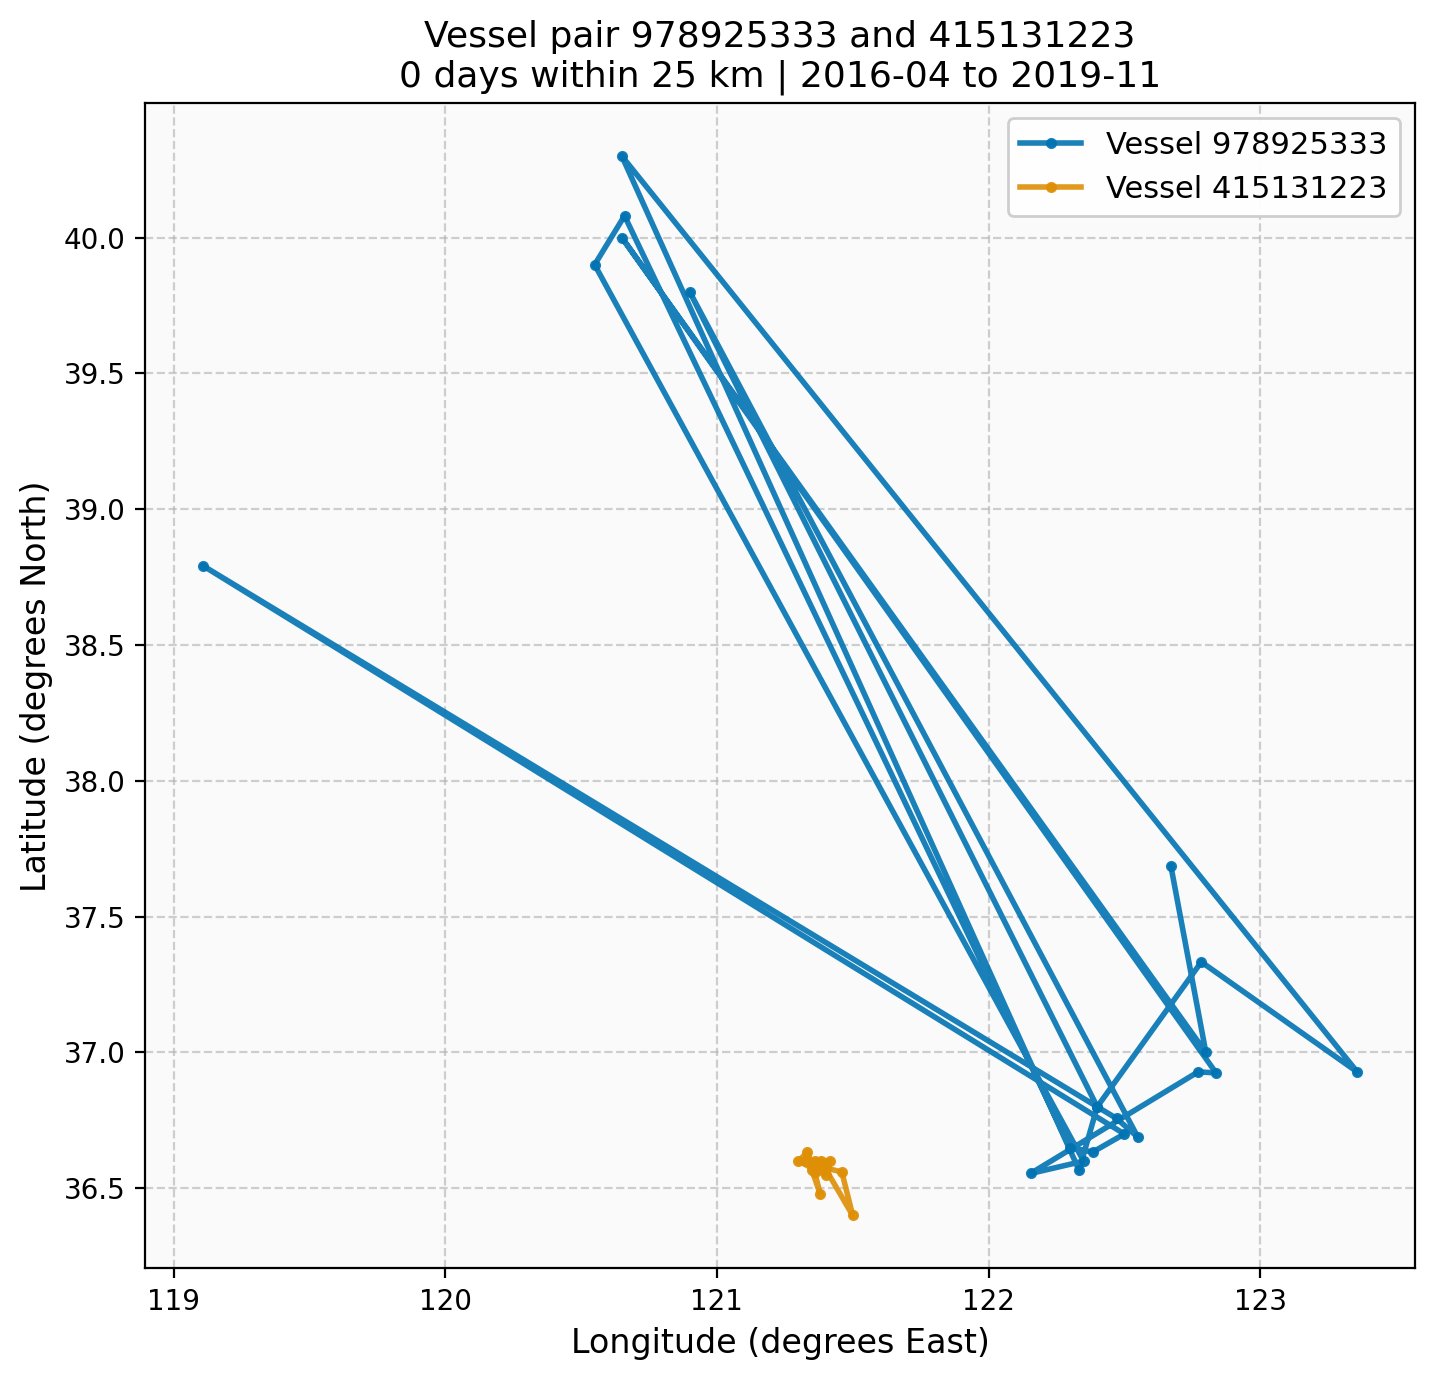 Vessel pair 978925333 and 415131223
0 days within 25 km | 2016-04 to 2019-11
Vessel 978925333
Vessel 415131223
Latitude (degrees North)
40.0
39.5
39.0
38.5
38.0
37.5
37.0
36.5
119
120
121
122
123
Longitude (degrees East)